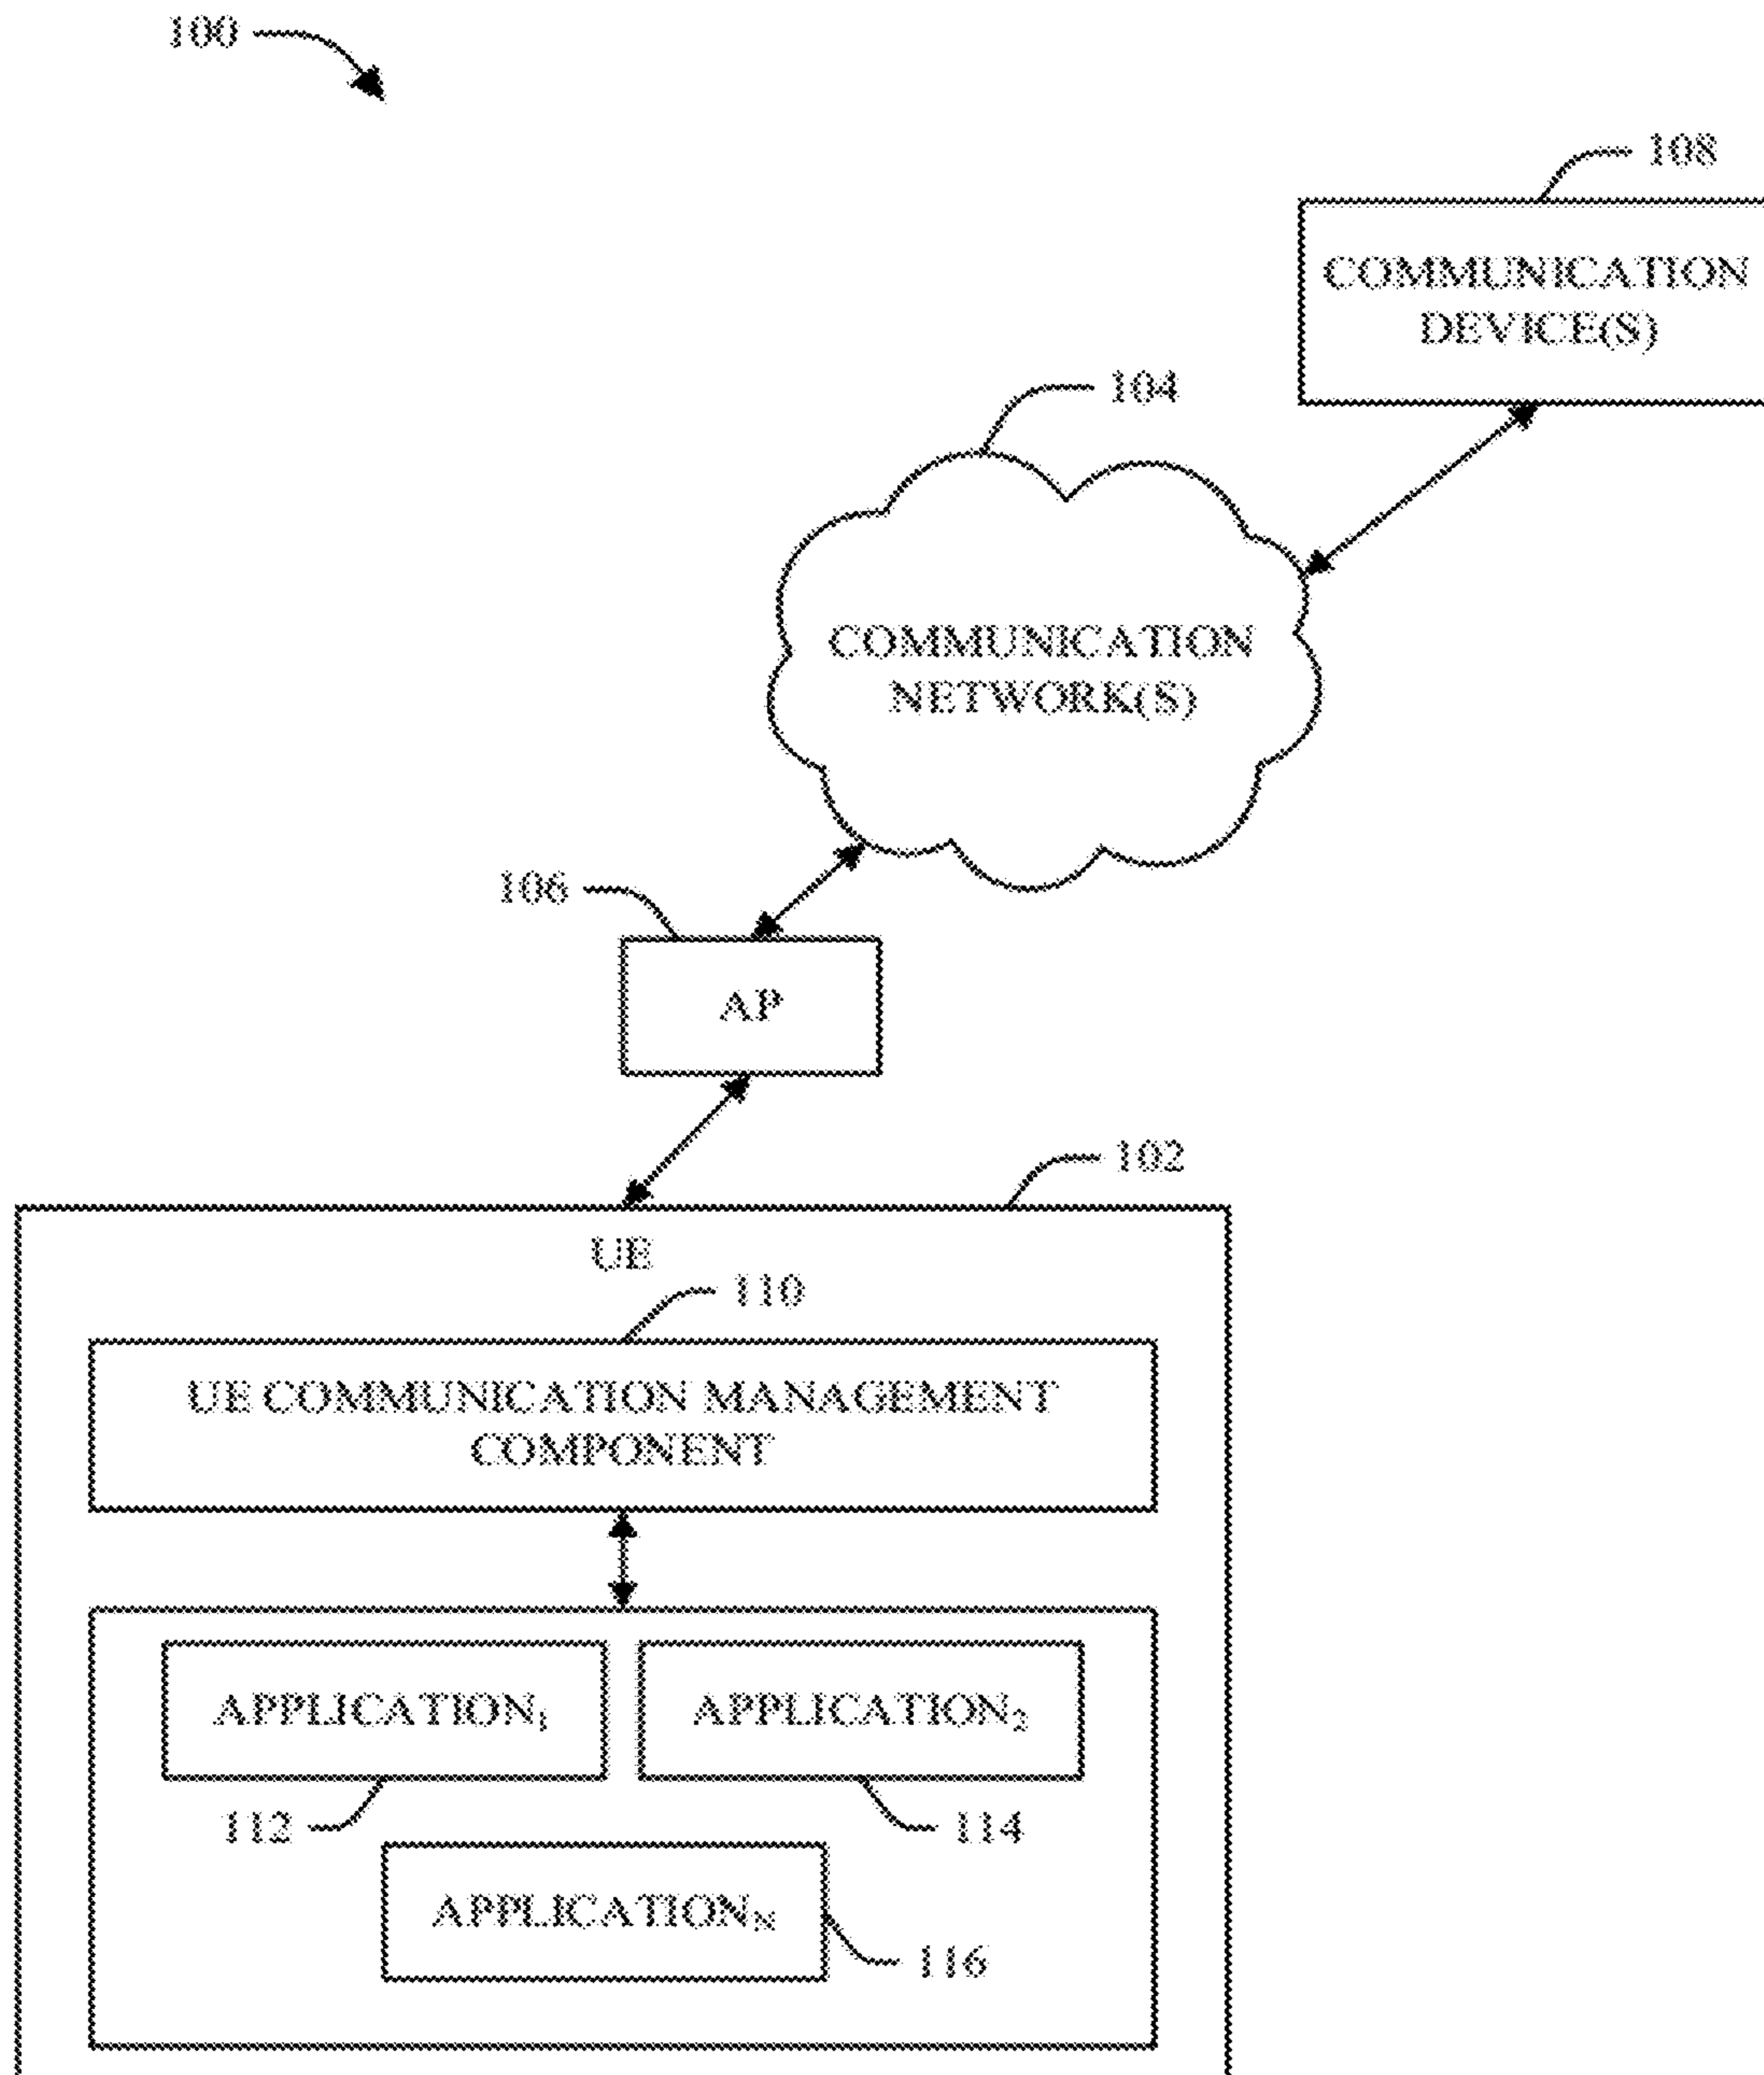 100
108
COMMUNICATION
DEVICE(S)
104
COMMUNICATION
NETWORK(S)
106
AP
102
UE
110
UE COMMUNICATION MANAGEMENT
COMPONENT
APPLICATION₁
APPLICATION₂
112
114
APPLICATION_N
116